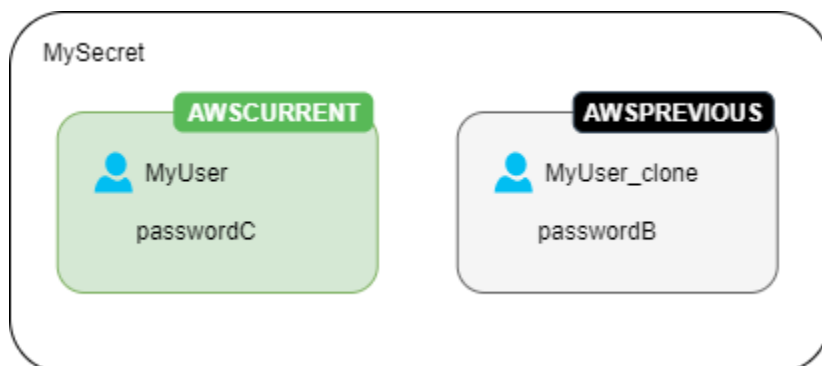 MySecret
AWSCURRENT
MyUser
passwordC
AWSPREVIOUS
MyUser_clone
passwordB